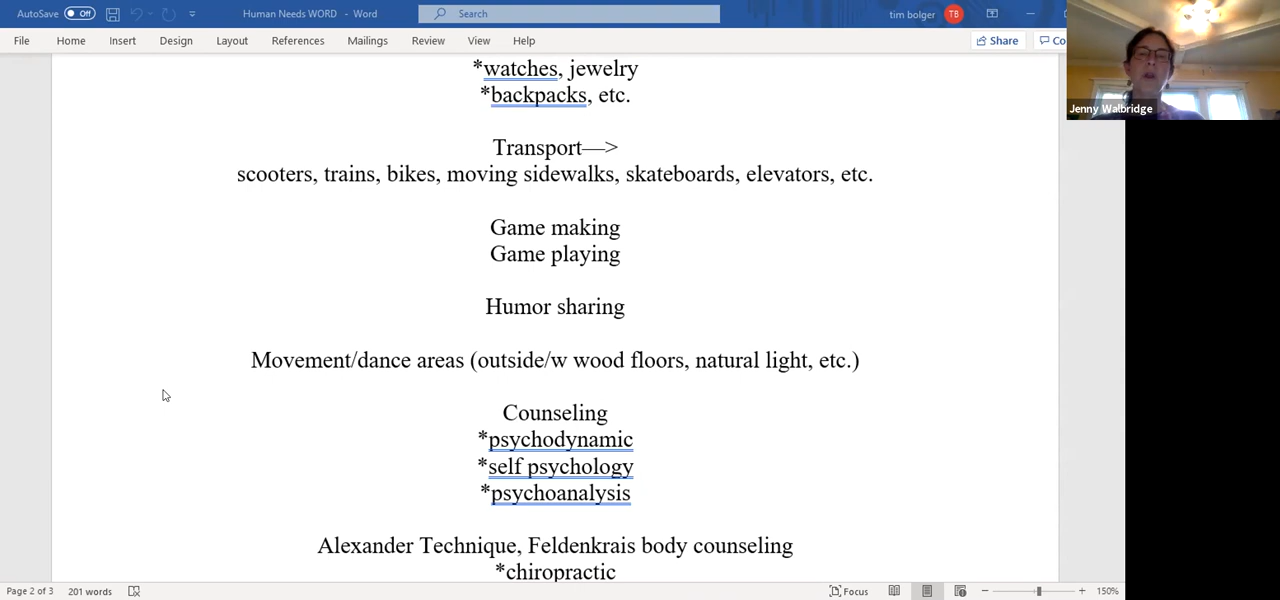 AutoSave Off Human Needs WORD - Word Search tim bolger TB
File Home Insert Design Layout References Mailings Review View Help Share Co
Jenny Walbridge
*watches, jewelry
*backpacks, etc.
Transport—>
scooters, trains, bikes, moving sidewalks, skateboards, elevators, etc.
Game making
Game playing
Humor sharing
Movement/dance areas (outside/w wood floors, natural light, etc.)
Counseling
*psychodynamic
*self psychology
*psychoanalysis
Alexander Technique, Feldenkrais body counseling
*chiropractic
Page 2 of 3 201 words Focus 150%